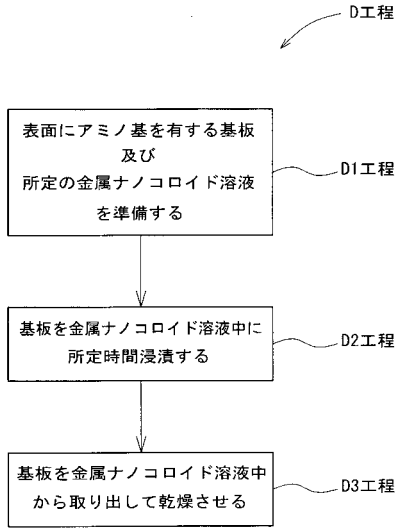 D工程
表面にアミノ基を有する基板
及び
所定の金属ナノコロイド溶液
を準備する
D1工程
基板を金属ナノコロイド溶液中に
所定時間浸漬する
D2工程
基板を金属ナノコロイド溶液中
から取り出して乾燥させる
D3工程